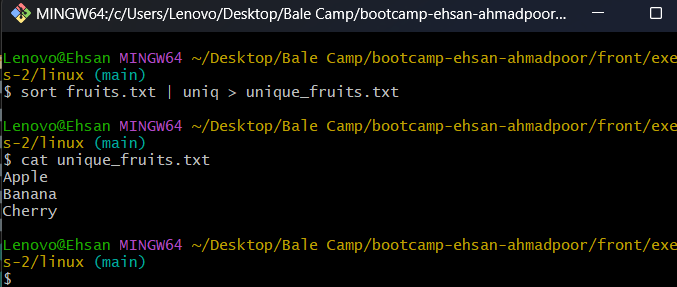 MINGW64:/c/Users/Lenovo/Desktop/Bale Camp/bootcamp-ehsan-ahmadpoor...
Lenovo@Ehsan MINGW64 ~/Desktop/Bale Camp/bootcamp-ehsan-ahmadpoor/front/exe
s-2/linux (main)
$ sort fruits.txt | uniq > unique_fruits.txt
Lenovo@Ehsan MINGW64 ~/Desktop/Bale Camp/bootcamp-ehsan-ahmadpoor/front/exe
s-2/linux (main)
$ cat unique_fruits.txt
Apple
Banana
Cherry
Lenovo@Ehsan MINGW64 ~/Desktop/Bale Camp/bootcamp-ehsan-ahmadpoor/front/exe
s-2/linux (main)
$